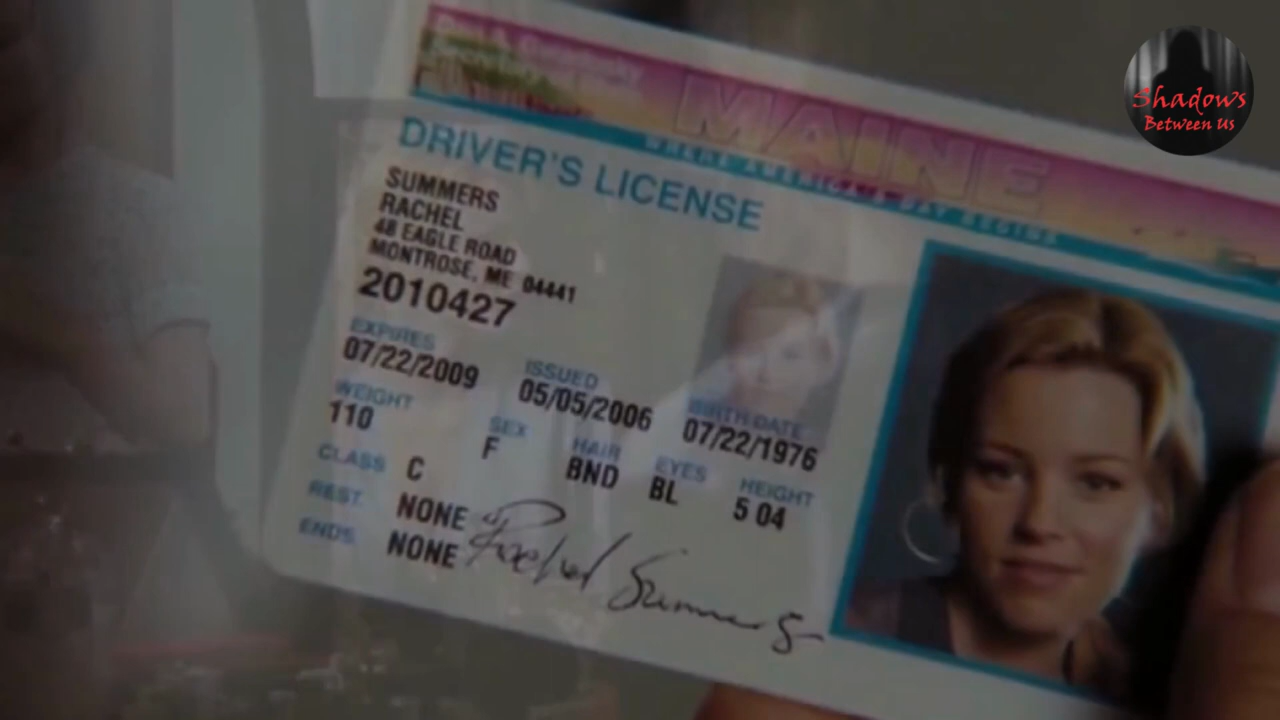 MAINE
WHERE AMERICA'S DAY BEGINS
DRIVER'S LICENSE
SUMMERS
RACHEL
48 EAGLE ROAD
MONTROSE, ME 04441
2010427
EXPIRES
07/22/2009
ISSUED
05/05/2006
BIRTH DATE
07/22/1976
WEIGHT
110
SEX
F
HAIR
BND
EYES
BL
HEIGHT
5 04
CLASS C
REST. NONE
ENDS. NONE
Rachel Summers
Shadows
Between Us